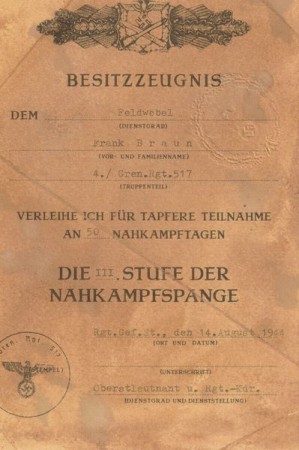 BESITZZEUGNIS
DEM Feldwebel
(DIENSTGRAD)
Frank Braun
(VOR- UND FAMILIENNAME)
4./ Gren.Rgt.517
(TRUPPENTEIL)
VERLEIHE ICH FÜR TAPFERE TEILNAHME
AN 50 NAHKAMPFTAGEN
DIE III. STUFE DER
NAHKAMPFSPANGE
Rgt.Gef.St., den 14.August 1944
(ORT UND DATUM)
(STEMPEL)
(UNTERSCHRIFT)
Oberstleutnant u. Rgt.-Kdr.
(DIENSTGRAD UND DIENSTSTELLUNG)